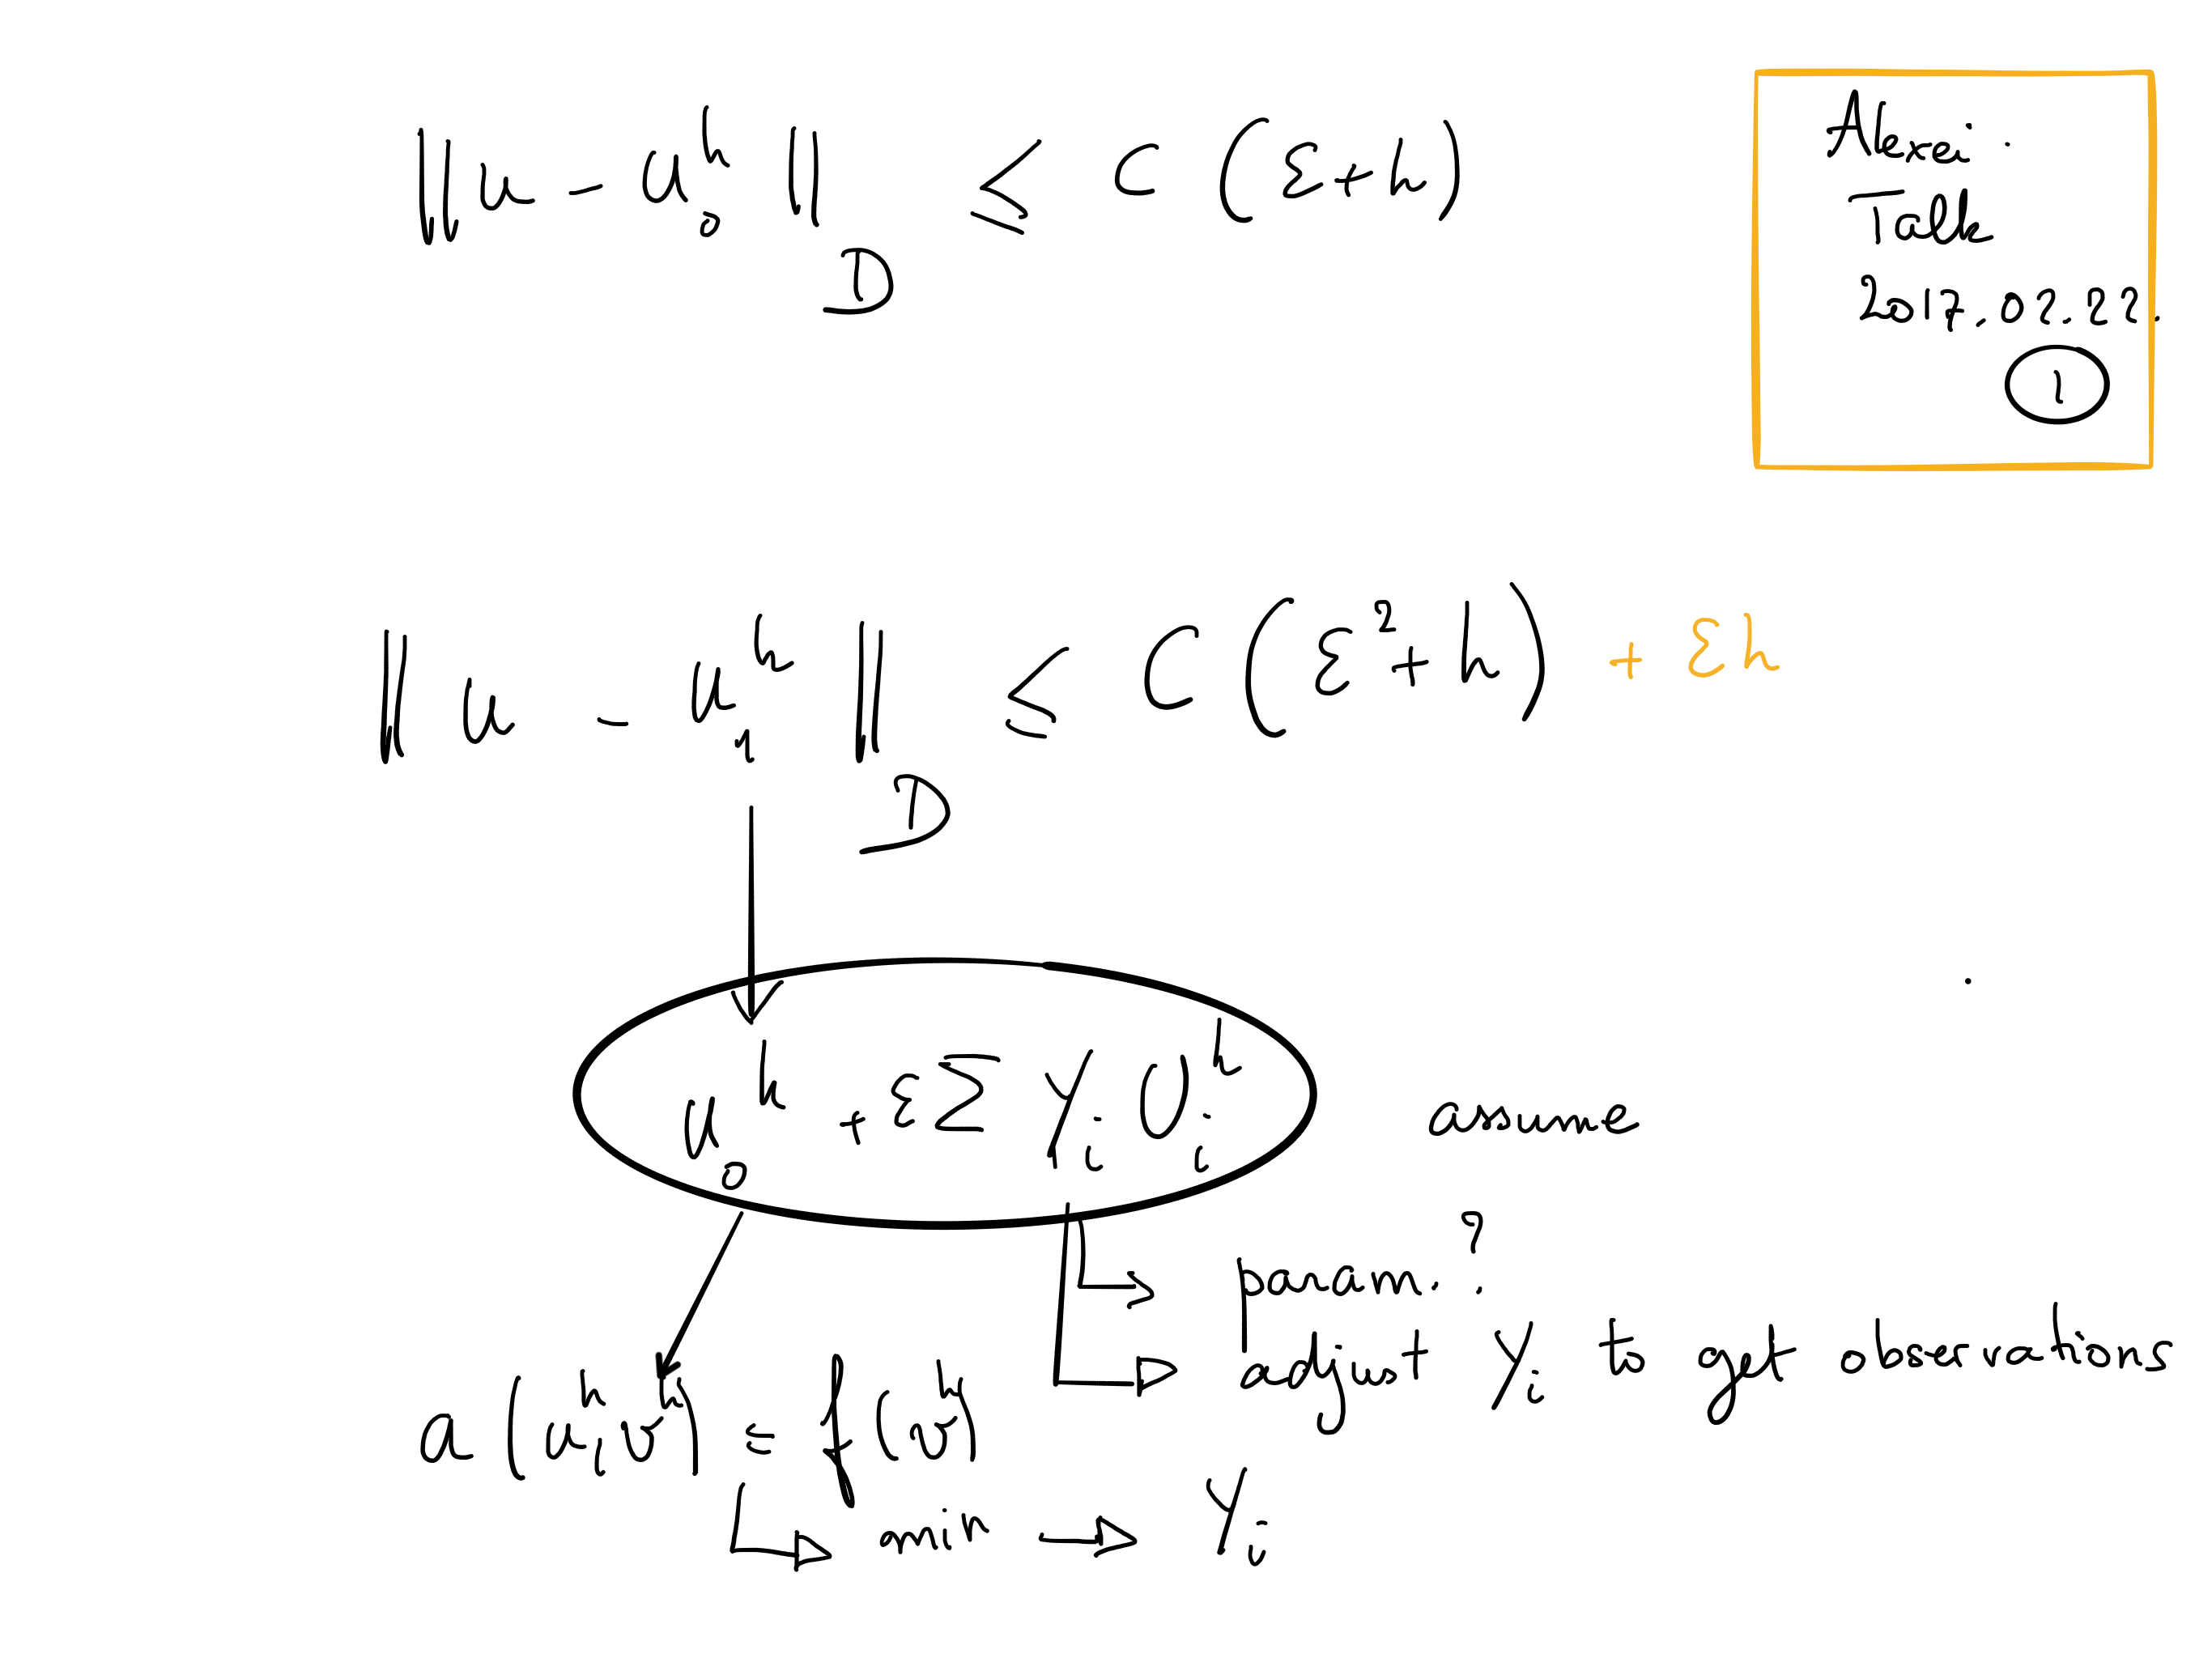 ‖u - u₀ʰ‖_D ≤ C (ε+h)
Alexei
Talk
2017.02.22.
1
‖u - u₁ʰ‖_D ≤ C(ε²+h) + εh
u₀ʰ + ε∑ Yᵢ Uᵢʰ
assume
param.?
adjust Yᵢ to get observations
a(uᵢʰ, vʰ) = f(vʰ)
min → Yᵢ